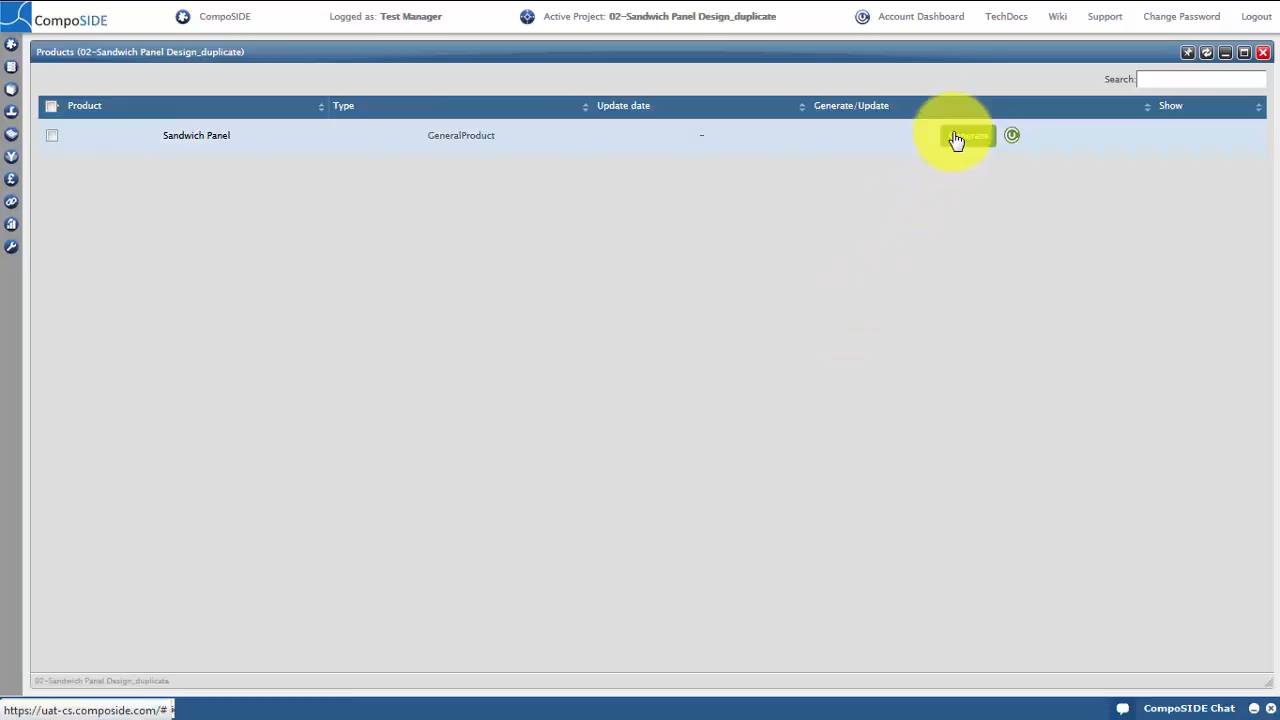 CompoSIDE
CompoSIDE
Logged as: Test Manager
Active Project: 02-Sandwich Panel Design_duplicate
Account Dashboard
TechDocs
Wiki
Support
Change Password
Logout
Products (02-Sandwich Panel Design_duplicate)
Search:
Product
Type
Update date
Generate/Update
Show
Sandwich Panel
GeneralProduct
-
Generate
02-Sandwich Panel Design_duplicate
https://uat-cs.composide.com/#
CompoSIDE Chat